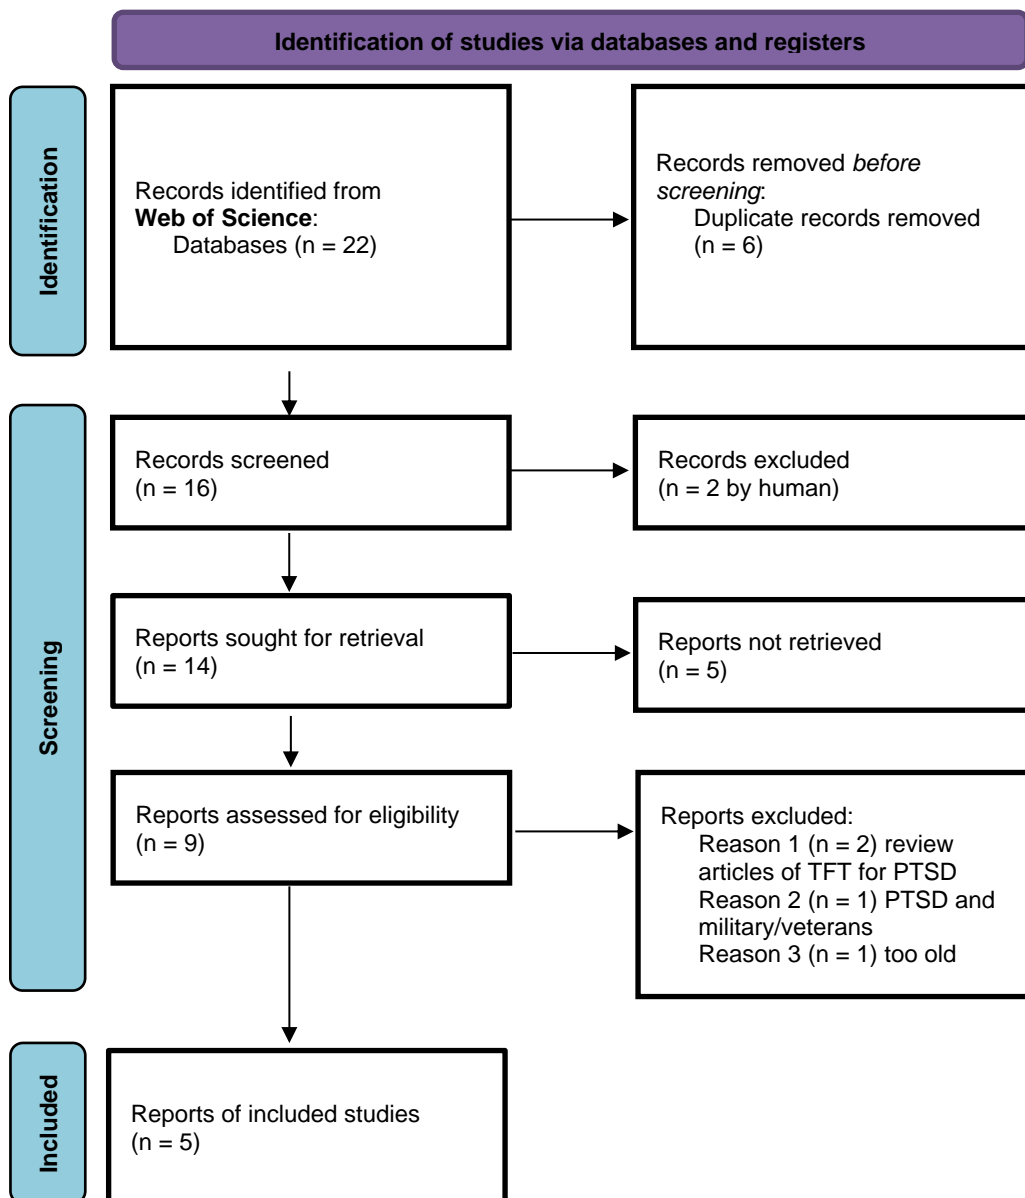 Identification of studies via databases and registers
Identification
Records identified from
Web of Science:
Databases (n = 22)
Records removed before
screening:
Duplicate records removed
(n = 6)
Screening
Records screened
(n = 16)
Records excluded
(n = 2 by human)
Reports sought for retrieval
(n = 14)
Reports not retrieved
(n = 5)
Reports assessed for eligibility
(n = 9)
Reports excluded:
Reason 1 (n = 2) review
articles of TFT for PTSD
Reason 2 (n = 1) PTSD and
military/veterans
Reason 3 (n = 1) too old
Included
Reports of included studies
(n = 5)